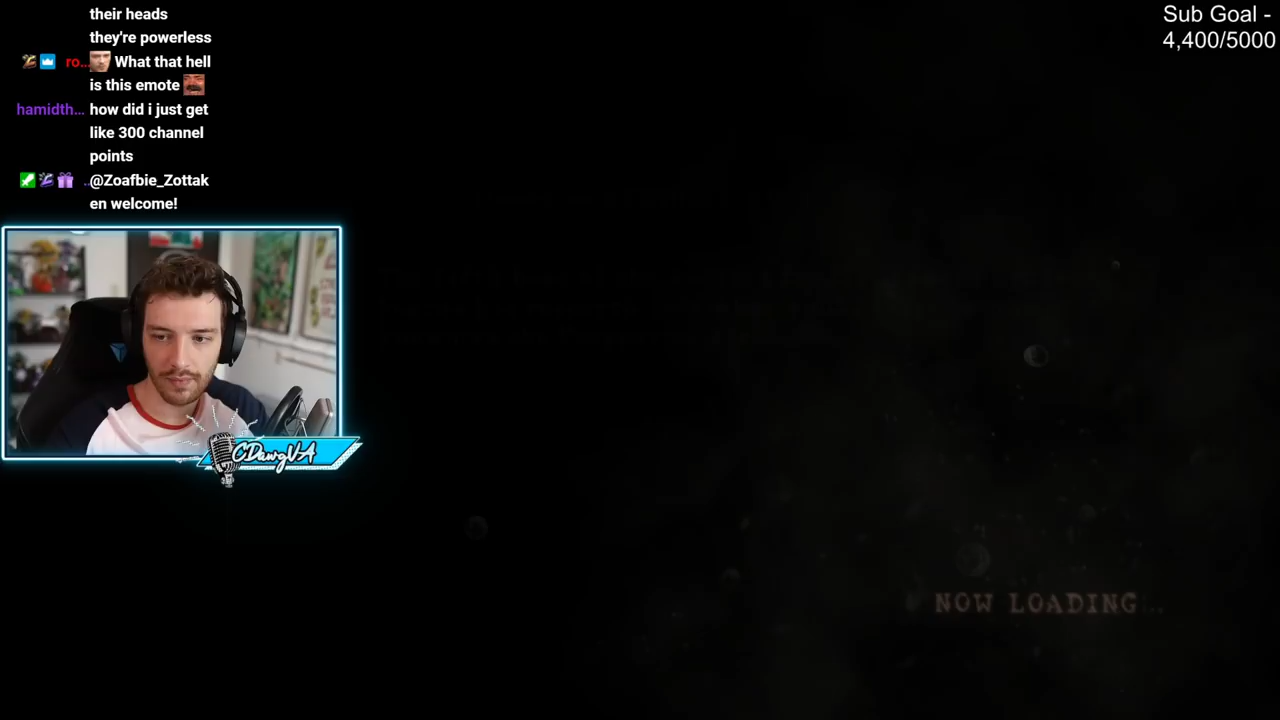 their heads
they're powerless
ro... What that hell
is this emote
hamidth... how did i just get
like 300 channel
points
@Zoafbie_Zottak
en welcome!
Sub Goal -
4,400/5000
CDawgVA
NOW LOADING...